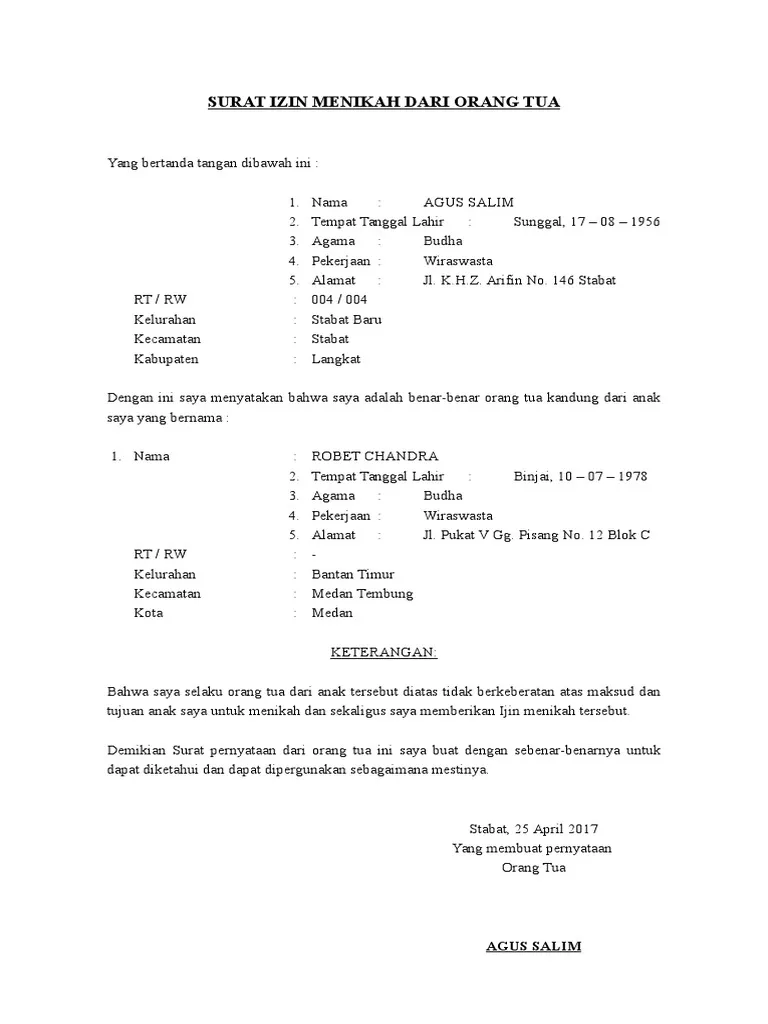 SURAT IZIN MENIKAH DARI ORANG TUA
Yang bertanda tangan dibawah ini :
1. Nama : AGUS SALIM
2. Tempat Tanggal Lahir : Sunggal, 17 – 08 – 1956
3. Agama : Budha
4. Pekerjaan : Wiraswasta
5. Alamat : Jl. K.H.Z. Arifin No. 146 Stabat
RT / RW : 004 / 004
Kelurahan : Stabat Baru
Kecamatan : Stabat
Kabupaten : Langkat
Dengan ini saya menyatakan bahwa saya adalah benar-benar orang tua kandung dari anak
saya yang bernama :
1. Nama : ROBET CHANDRA
2. Tempat Tanggal Lahir : Binjai, 10 – 07 – 1978
3. Agama : Budha
4. Pekerjaan : Wiraswasta
5. Alamat : Jl. Pukat V Gg. Pisang No. 12 Blok C
RT / RW : -
Kelurahan : Bantan Timur
Kecamatan : Medan Tembung
Kota : Medan
KETERANGAN:
Bahwa saya selaku orang tua dari anak tersebut diatas tidak berkeberatan atas maksud dan
tujuan anak saya untuk menikah dan sekaligus saya memberikan Ijin menikah tersebut.
Demikian Surat pernyataan dari orang tua ini saya buat dengan sebenar-benarnya untuk
dapat diketahui dan dapat dipergunakan sebagaimana mestinya.
Stabat, 25 April 2017
Yang membuat pernyataan
Orang Tua
AGUS SALIM